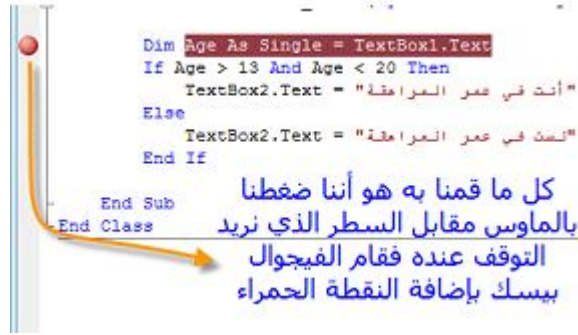 Dim Age As Single = TextBox1.Text
If Age > 13 And Age < 20 Then
TextBox2.Text = "أنت في عمر المراهقة"
Else
TextBox2.Text = "لست في عمر المراهقة"
End If
End Sub
End Class
كل ما قمنا به هو أننا ضغطنا
بالماوس مقابل السطر الذي نريد
التوقف عنده فقام الفيجوال
بيسك بإضافة النقطة الحمراء